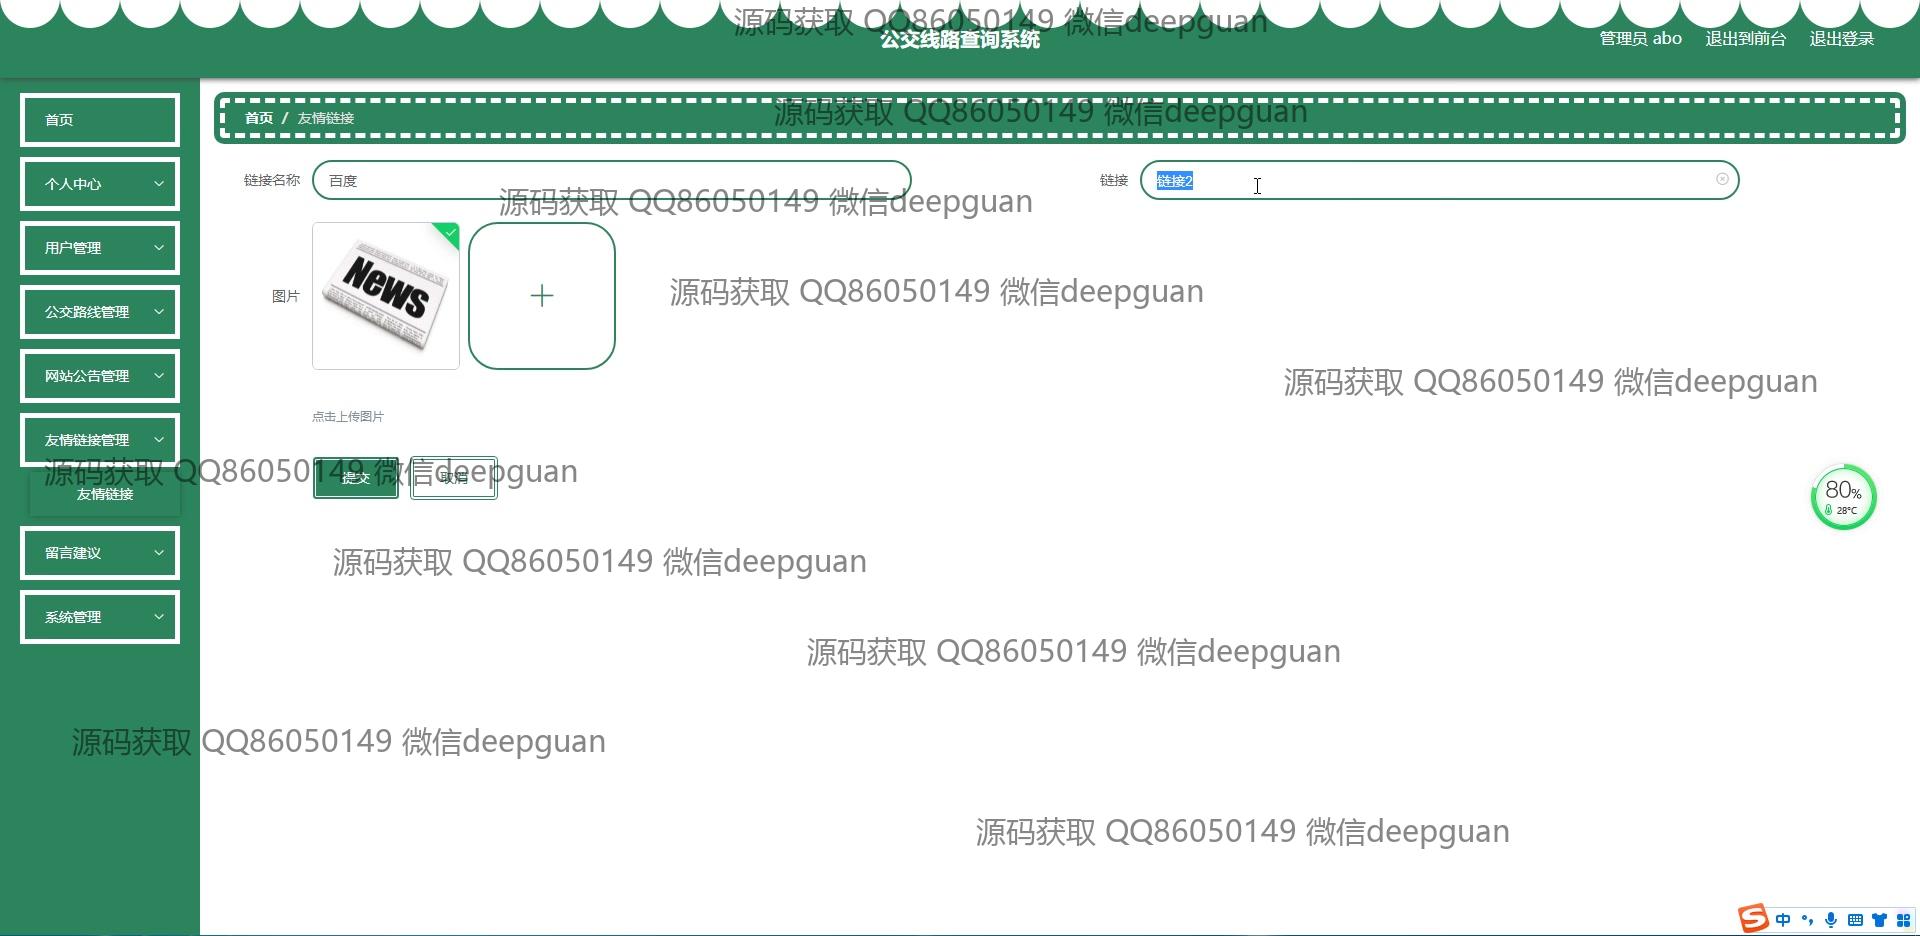 源码获取 QQ86050149 微信deepguan
公交线路查询系统
管理员 abo
退出到前台
退出登录
首页
个人中心
用户管理
公交路线管理
网站公告管理
友情链接管理
友情链接
留言建议
系统管理
首页 / 友情链接
源码获取 QQ86050149 微信deepguan
链接名称
百度
链接
链接2
源码获取 QQ86050149 微信deepguan
图片
News
源码获取 QQ86050149 微信deepguan
源码获取 QQ86050149 微信deepguan
点击上传图片
源码获取 QQ86050149 微信deepguan
提交
取消
80%
28°C
源码获取 QQ86050149 微信deepguan
源码获取 QQ86050149 微信deepguan
源码获取 QQ86050149 微信deepguan
源码获取 QQ86050149 微信deepguan
S 中